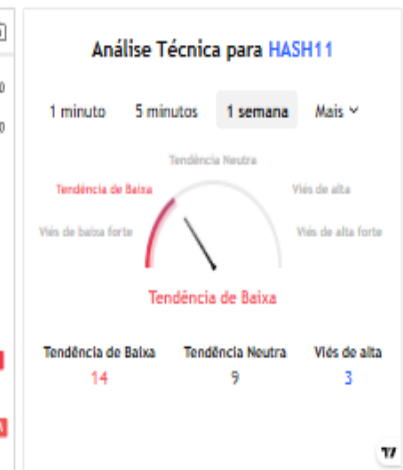 Análise Técnica para HASH11
1 minuto 5 minutos 1 semana Mais
Tendência Neutra
Tendência de Baixa Viés de alta
Viés de baixa forte Viés de alta forte
Tendência de Baixa
Tendência de Baixa Tendência Neutra Viés de alta
14 9 3